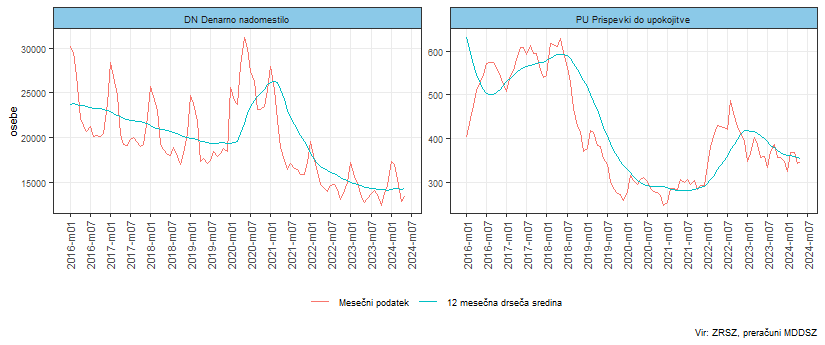 DN Denarno nadomestilo
osebe
30000
25000
20000
15000
2016-m01
2016-m07
2017-m01
2017-m07
2018-m01
2018-m07
2019-m01
2019-m07
2020-m01
2020-m07
2021-m01
2021-m07
2022-m01
2022-m07
2023-m01
2023-m07
2024-m01
2024-m07
PU Prispevki do upokojitve
600
500
400
300
2016-m01
2016-m07
2017-m01
2017-m07
2018-m01
2018-m07
2019-m01
2019-m07
2020-m01
2020-m07
2021-m01
2021-m07
2022-m01
2022-m07
2023-m01
2023-m07
2024-m01
2024-m07
Mesečni podatek
12 mesečna drseča sredina
Vir: ZRSZ, preračuni MDDSZ